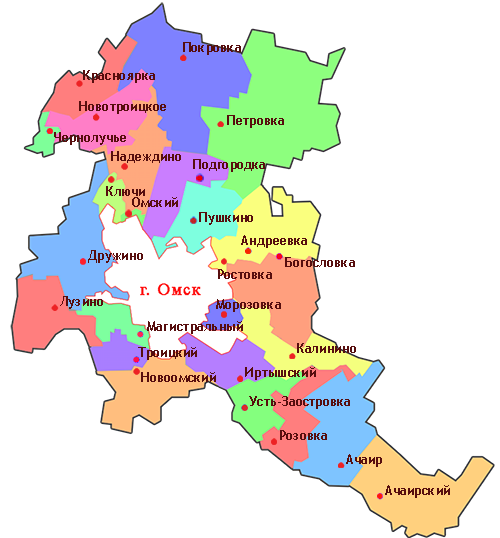 Покровка
Красноярка
Новотроицкое
Петровка
Чернолучье
Надеждино
Подгородка
Ключи
Омский
Пушкино
Андреевка
Дружино
Богословка
Ростовка
г. Омск
Лузино
Морозовка
Магистральный
Троицкий
Калинино
Новоомский
Иртышский
Усть-Заостровка
Розовка
Ачаир
Ачаирский